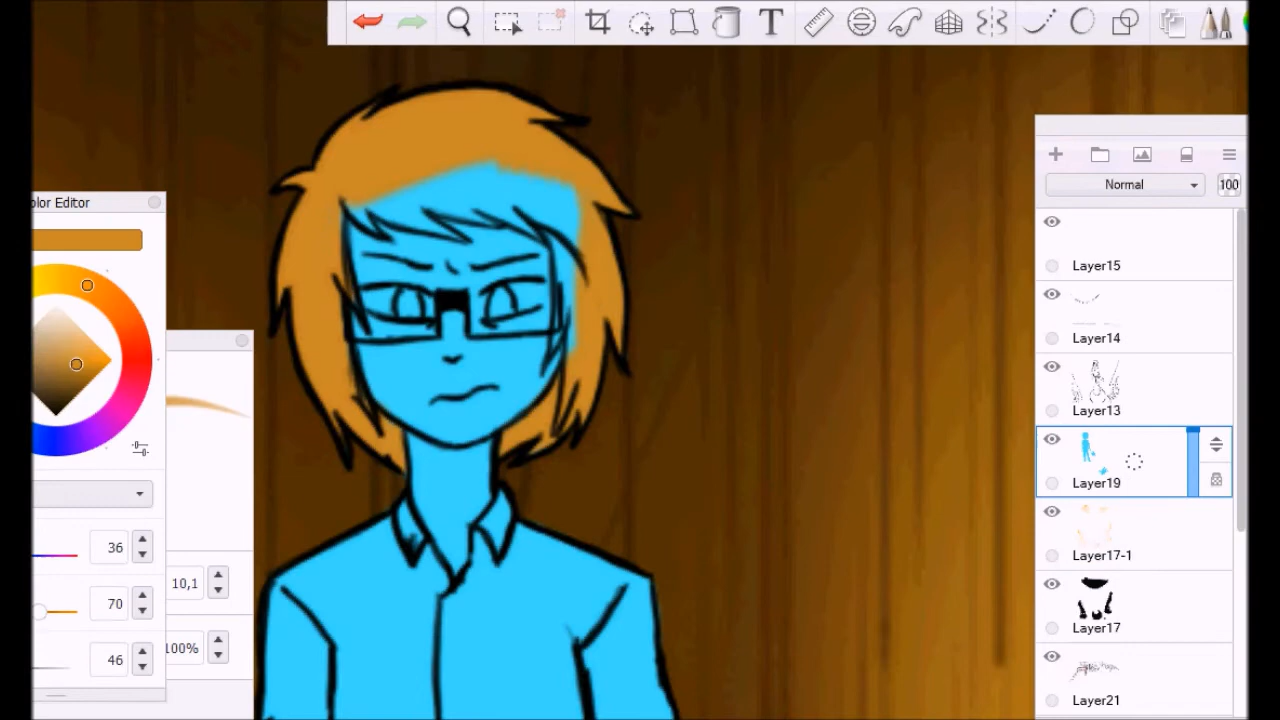 olor Editor
Normal
100
Layer15
Layer14
Layer13
Layer19
Layer17-1
Layer17
Layer21
36
70
46
10,1
100%